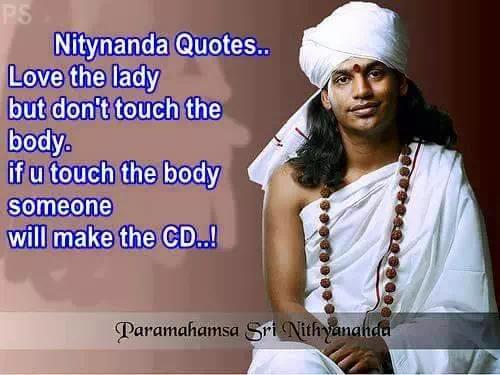 PS
Nitynanda Quotes..
Love the lady
but don't touch the
body.
if u touch the body
someone
will make the CD..!
Paramahamsa Sri Nithyananda